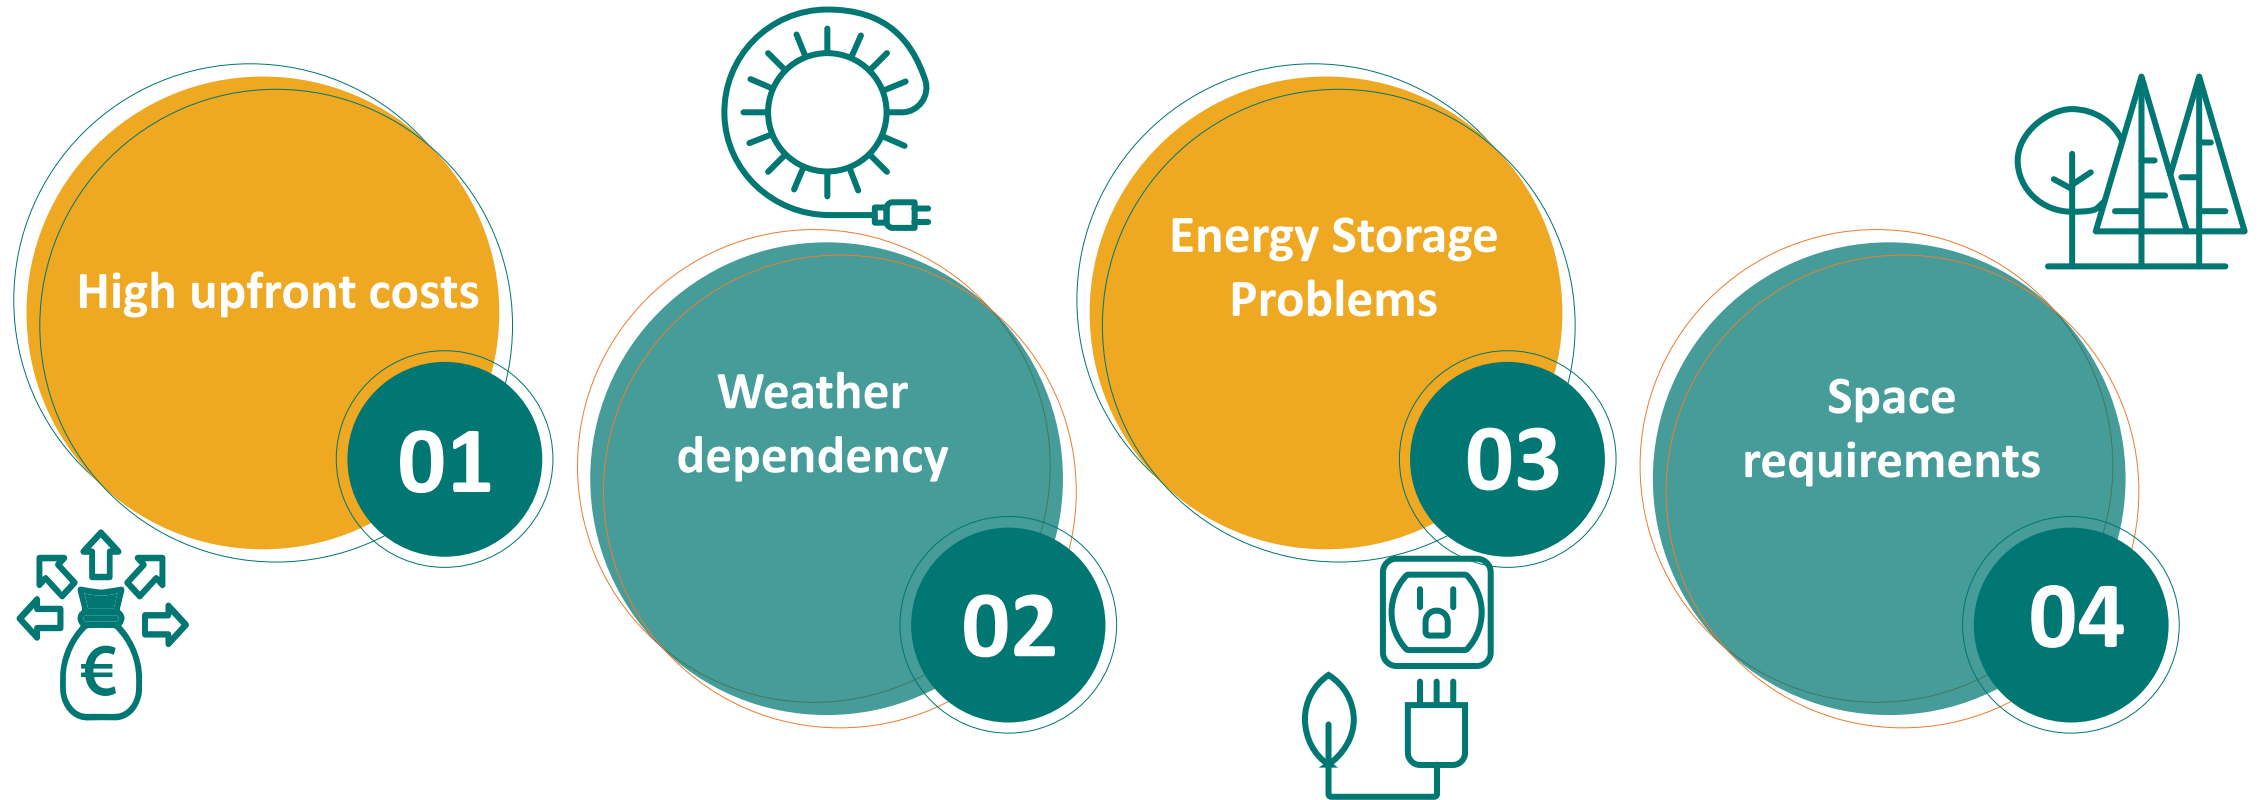 High upfront costs
01
€
Weather
dependency
02
Energy Storage
Problems
03
Space
requirements
04